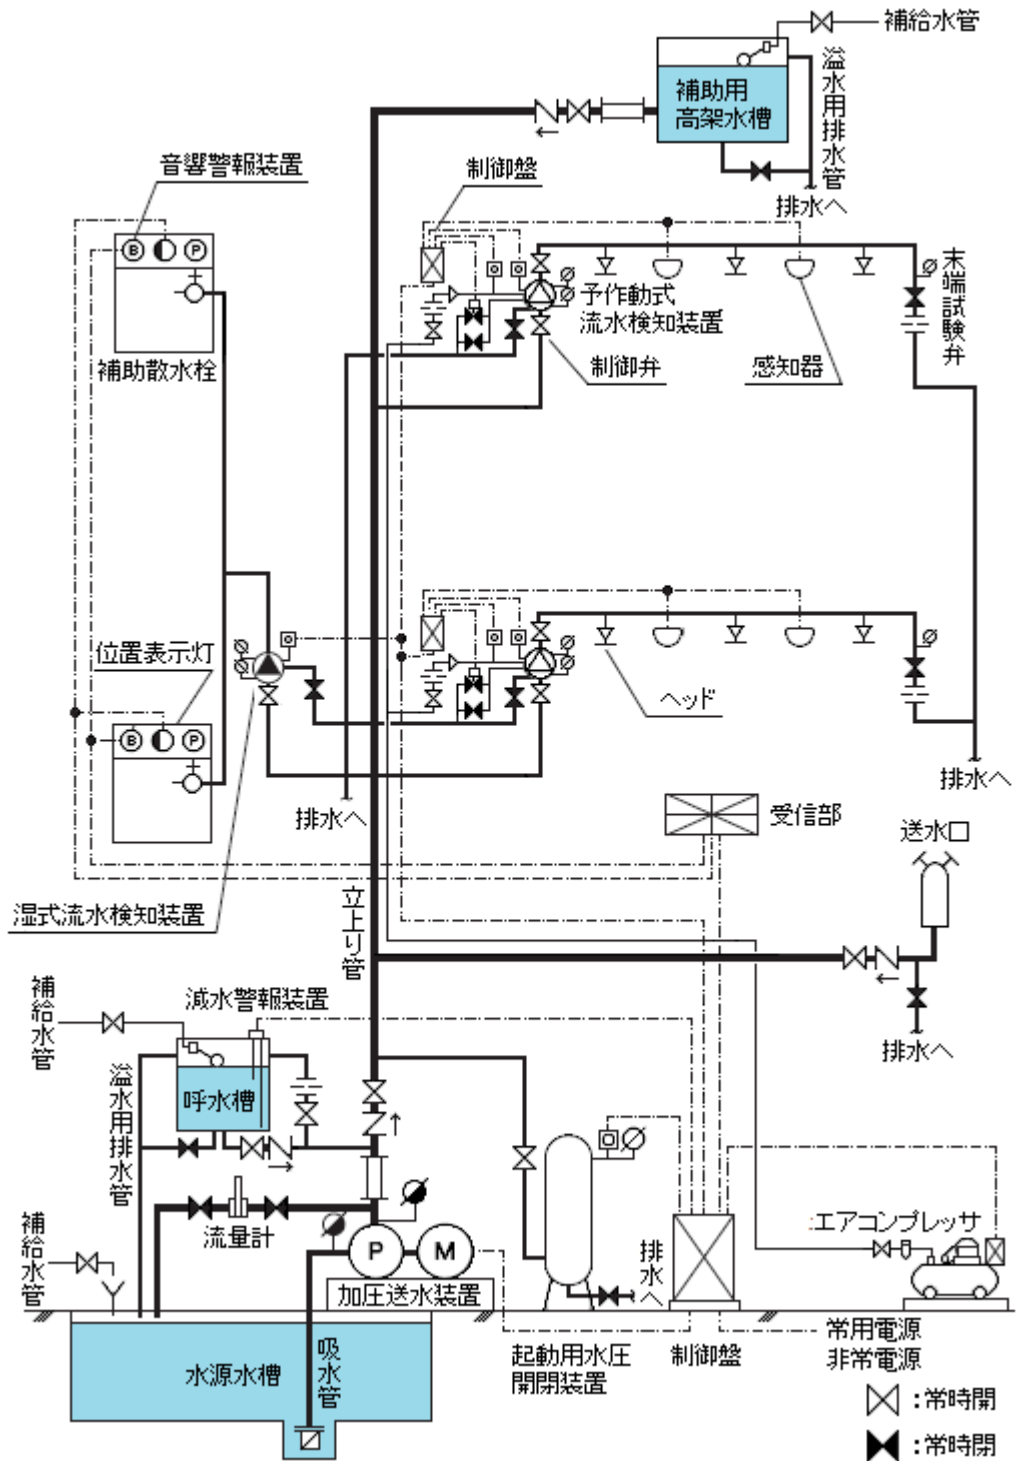 補給水管
補助用
高架水槽
溢水用排水管
排水へ
音響警報装置
制御盤
B
P
補助散水栓
予作動式
流水検知装置
制御弁
感知器
末端試験弁
位置表示灯
B
P
ヘッド
排水へ
排水へ
受信部
送水口
湿式流水検知装置
立上り管
排水へ
補給水管
減水警報装置
呼水槽
溢水用排水管
流量計
補給水管
P
M
加圧送水装置
排水へ
:エアコンプレッサ
水源水槽
吸水管
起動用水圧
開閉装置
制御盤
常用電源
非常電源
:常時開
:常時閉